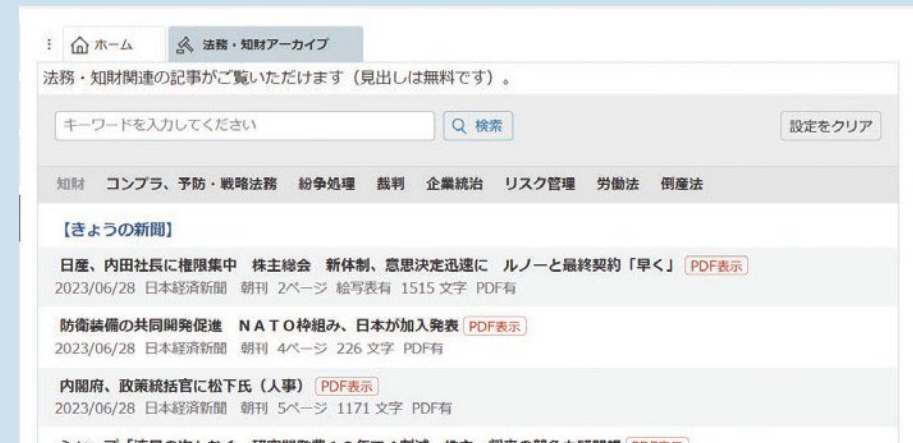 ホーム 法務・知財アーカイブ
法務・知財関連の記事がご覧いただけます（見出しは無料です）。
キーワードを入力してください 検索 設定をクリア
知財 コンプラ、予防・戦略法務 紛争処理 裁判 企業統治 リスク管理 労働法 倒産法
【きょうの新聞】
日産、内田社長に権限集中 株主総会 新体制、意思決定迅速に ルノーと最終契約「早く」 PDF表示
2023/06/28 日本経済新聞 朝刊 2ページ 絵写表有 1515 文字 PDF有
防衛装備の共同開発促進 ＮＡＴＯ枠組み、日本が加入発表 PDF表示
2023/06/28 日本経済新聞 朝刊 4ページ 226 文字 PDF有
内閣府、政策統括官に松下氏（人事） PDF表示
2023/06/28 日本経済新聞 朝刊 5ページ 1171 文字 PDF有